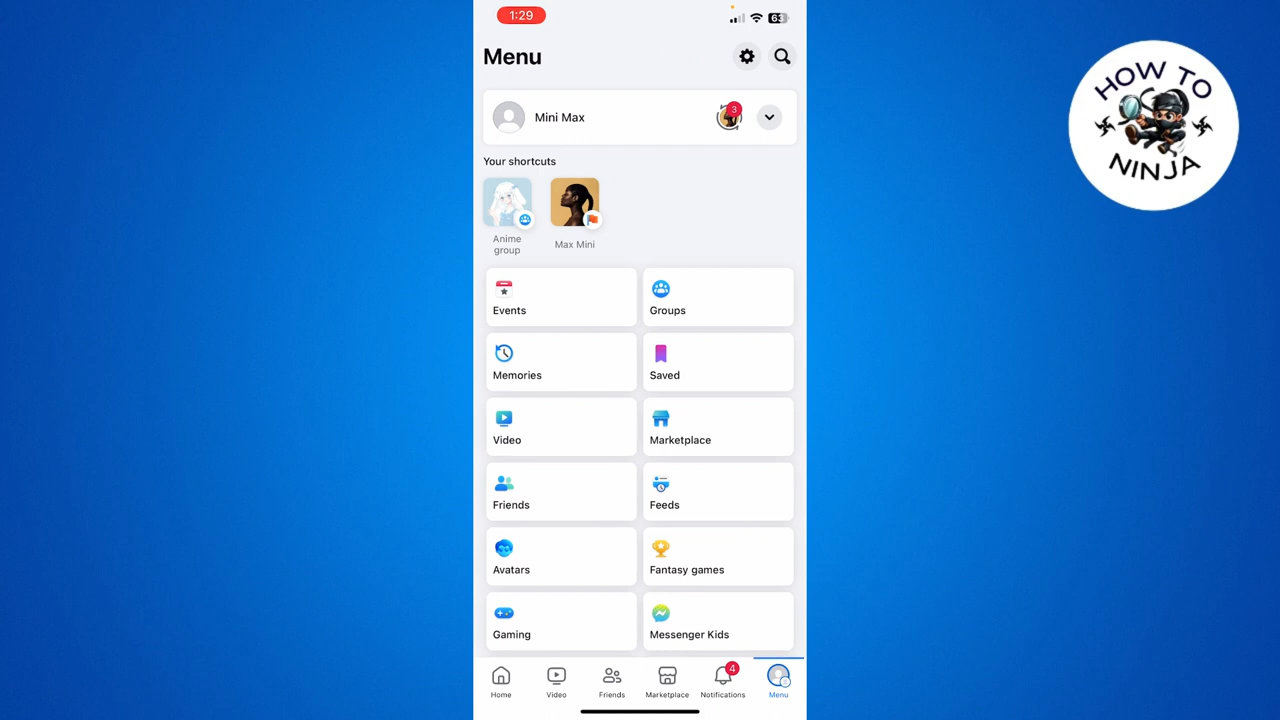 1:29
63
Menu
Mini Max
3
Your shortcuts
Anime
group
Max Mini
Events
Groups
Memories
Saved
Video
Marketplace
Friends
Feeds
Avatars
Fantasy games
Gaming
Messenger Kids
4
Home
Video
Friends
Marketplace
Notifications
Menu
HOW TO
NINJA